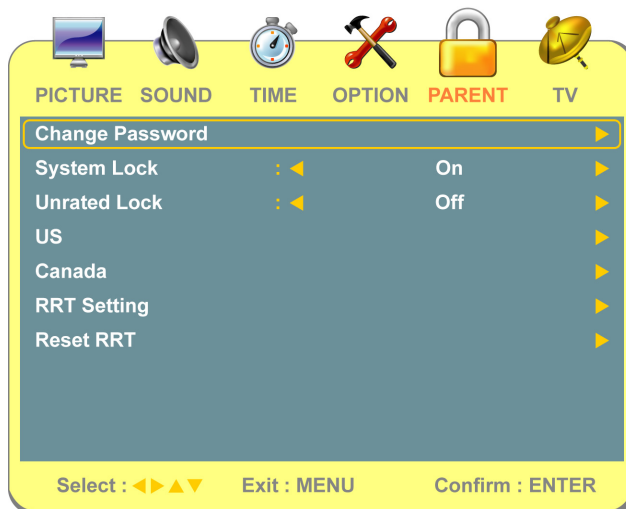 PICTURE SOUND TIME OPTION PARENT TV
Change Password
System Lock : On
Unrated Lock : Off
US
Canada
RRT Setting
Reset RRT
Select : Exit : MENU Confirm : ENTER